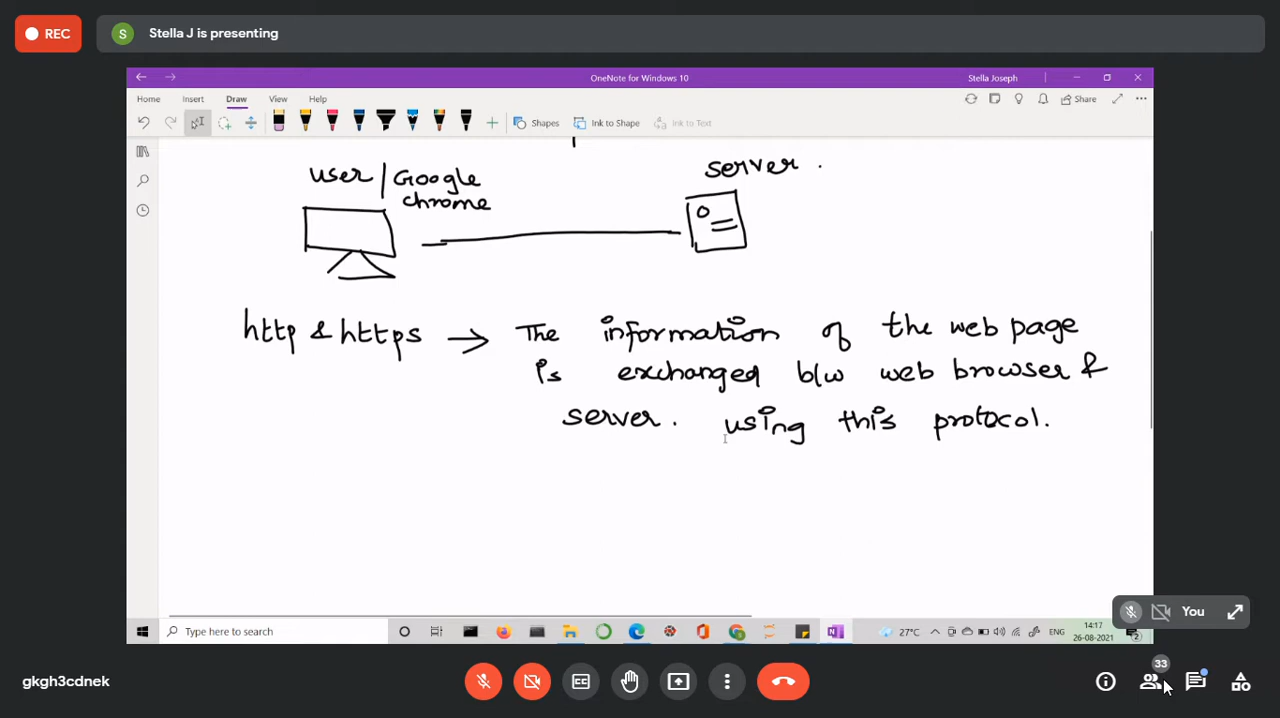 REC
S Stella J is presenting
OneNote for Windows 10
Stella Joseph
Home Insert Draw View Help
Share
Shapes Ink to Shape Ink to Text
user | Google
chrome
server .
http & https → The information of the web page
is exchanged b/w web browser &
server . using this protocol.
You
Type here to search
27°C ENG
14:17
26-08-2021
2
33
gkgh3cdnek